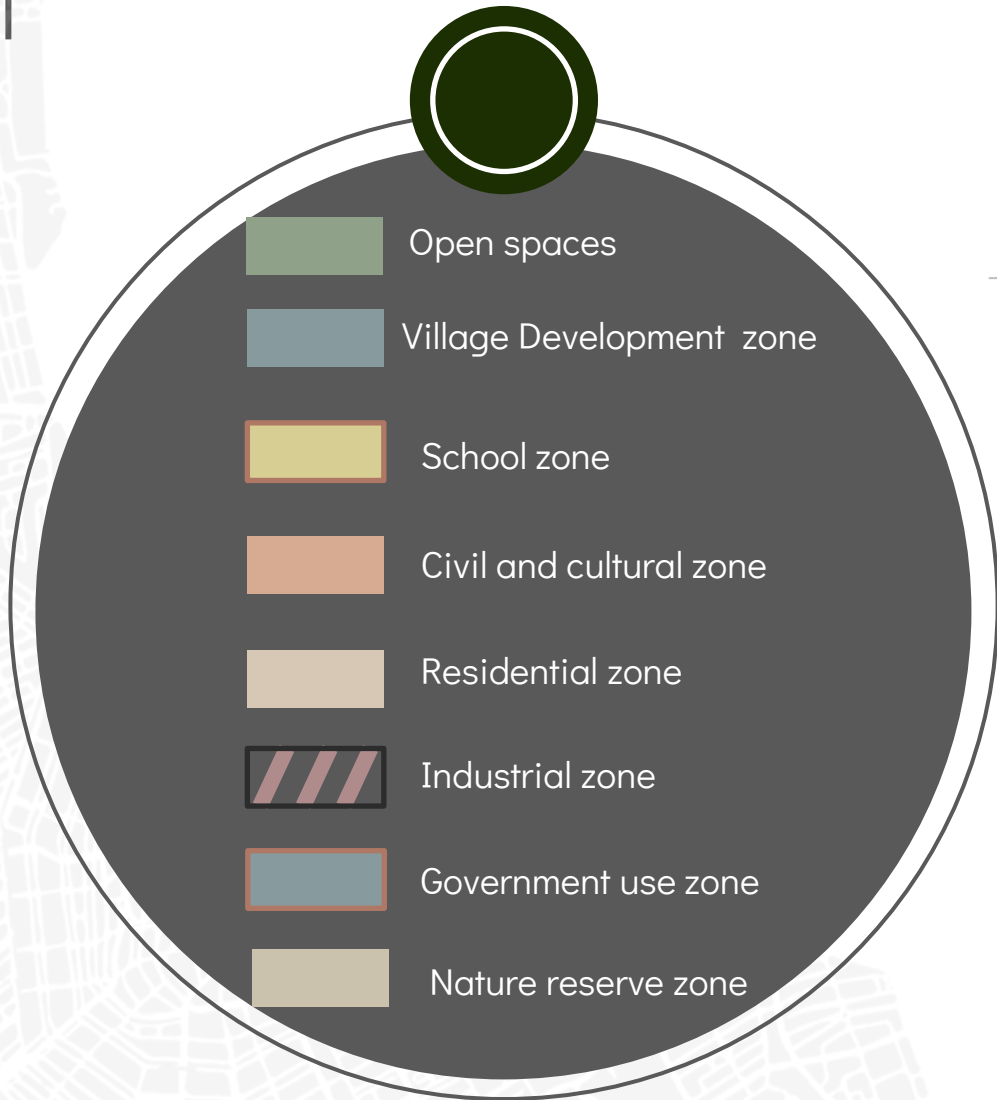 Open spaces
Village Development zone
School zone
Civil and cultural zone
Residential zone
Industrial zone
Government use zone
Nature reserve zone